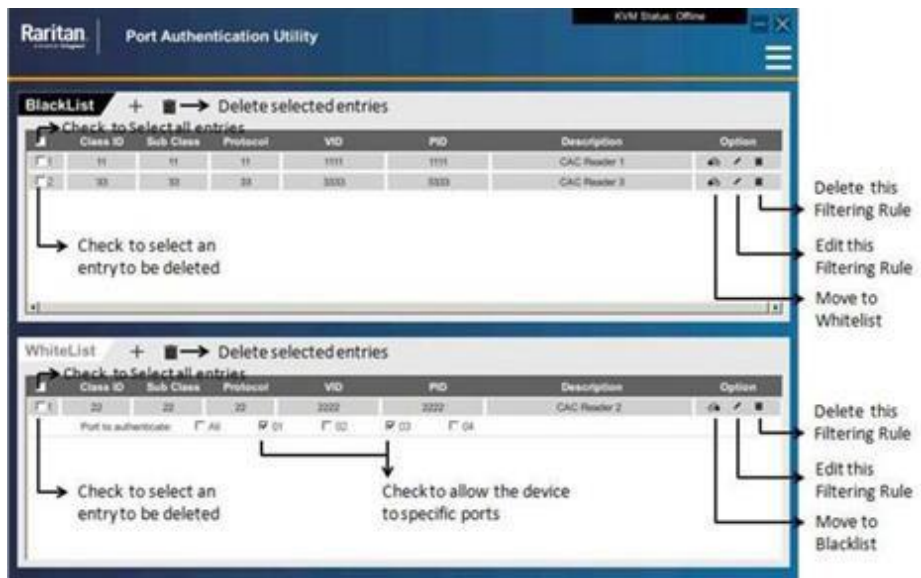 KVM Status: Offline
Raritan.
Port Authentication Utility
BlackList + Delete selected entries
Check to Select all entries
Class ID Sub Class Protocol VID PID Description Option
1 11 11 11 1111 1111 CAC Reader 1
2 33 33 33 3333 3333 CAC Reader 3
Delete this
Filtering Rule
Check to select an
entry to be deleted
Edit this
Filtering Rule
Move to
Whitelist
WhiteList + Delete selected entries
Check to Select all entries
Class ID Sub Class Protocol VID PID Description Option
1 22 22 22 2222 2222 CAC Reader 2
Port to authenticate: All 01 02 03 04
Delete this
Filtering Rule
Check to select an
entry to be deleted
Check to allow the device
to specific ports
Edit this
Filtering Rule
Move to
Blacklist